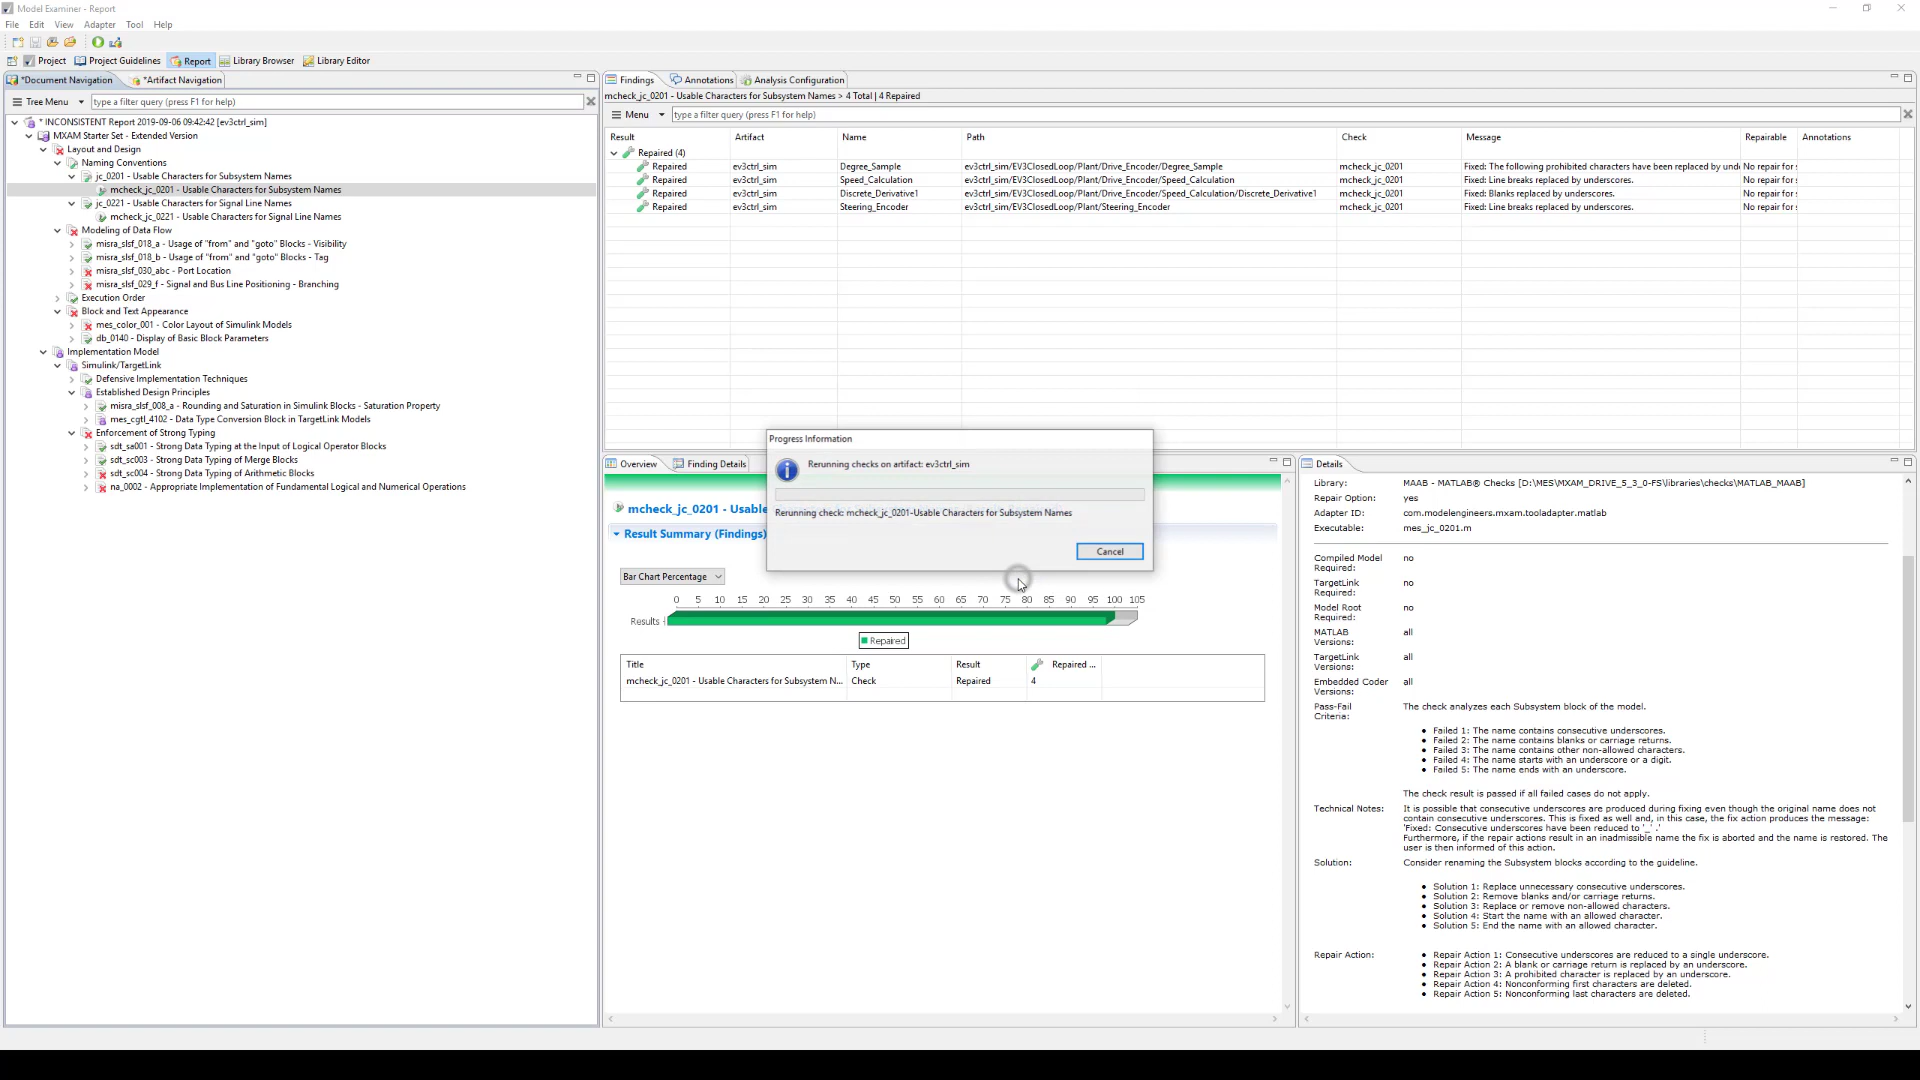 Model Examiner - Report
File Edit View Adapter Tool Help
Project Project Guidelines Report Library Browser Library Editor
*Document Navigation *Artifact Navigation
Tree Menu type a filter query (press F1 for help)
* INCONSISTENT Report 2019-09-06 09:42:42 [ev3ctrl_sim]
MXAM Starter Set - Extended Version
Layout and Design
Naming Conventions
jc_0201 - Usable Characters for Subsystem Names
mcheck_jc_0201 - Usable Characters for Subsystem Names
jc_0221 - Usable Characters for Signal Line Names
mcheck_jc_0221 - Usable Characters for Signal Line Names
Modeling of Data Flow
misra_slsf_018_a - Usage of "from" and "goto" Blocks - Visibility
misra_slsf_018_b - Usage of "from" and "goto" Blocks - Tag
misra_slsf_030_abc - Port Location
misra_slsf_029_f - Signal and Bus Line Positioning - Branching
Execution Order
Block and Text Appearance
mes_color_001 - Color Layout of Simulink Models
db_0140 - Display of Basic Block Parameters
Implementation Model
Simulink/TargetLink
Defensive Implementation Techniques
Established Design Principles
misra_slsf_008_a - Rounding and Saturation in Simulink Blocks - Saturation Property
mes_cgtl_4102 - Data Type Conversion Block in TargetLink Models
Enforcement of Strong Typing
sdt_sa001 - Strong Data Typing at the Input of Logical Operator Blocks
sdt_sc003 - Strong Data Typing of Merge Blocks
sdt_sc004 - Strong Data Typing of Arithmetic Blocks
na_0002 - Appropriate Implementation of Fundamental Logical and Numerical Operations
Findings Annotations Analysis Configuration
mcheck_jc_0201 - Usable Characters for Subsystem Names > 4 Total | 4 Repaired
Menu type a filter query (press F1 for help)
Result Artifact Name Path Check Message Repairable Annotations
Repaired (4)
Repaired ev3ctrl_sim Degree_Sample ev3ctrl_sim/EV3ClosedLoop/Plant/Drive_Encoder/Degree_Sample mcheck_jc_0201 Fixed: The following prohibited characters have been replaced by und No repair for s
Repaired ev3ctrl_sim Speed_Calculation ev3ctrl_sim/EV3ClosedLoop/Plant/Drive_Encoder/Speed_Calculation mcheck_jc_0201 Fixed: Line breaks replaced by underscores. No repair for s
Repaired ev3ctrl_sim Discrete_Derivative1 ev3ctrl_sim/EV3ClosedLoop/Plant/Drive_Encoder/Speed_Calculation/Discrete_Derivative1 mcheck_jc_0201 Fixed: Blanks replaced by underscores. No repair for s
Repaired ev3ctrl_sim Steering_Encoder ev3ctrl_sim/EV3ClosedLoop/Plant/Steering_Encoder mcheck_jc_0201 Fixed: Line breaks replaced by underscores. No repair for s
Progress Information
Rerunning checks on artifact: ev3ctrl_sim
Rerunning check: mcheck_jc_0201-Usable Characters for Subsystem Names
Cancel
Overview Finding Details
mcheck_jc_0201 - Usable
Result Summary (Findings)
Bar Chart Percentage
0 5 10 15 20 25 30 35 40 45 50 55 60 65 70 75 80 85 90 95 100 105
Results
Repaired
Title Type Result Repaired ...
mcheck_jc_0201 - Usable Characters for Subsystem N... Check Repaired 4
Details
Library: MAAB - MATLAB® Checks [D:\MES\MXAM_DRIVE_5_3_0-FS\libraries\checks\MATLAB_MAAB]
Repair Option: yes
Adapter ID: com.modelengineers.mxam.tooladapter.matlab
Executable: mes_jc_0201.m
Compiled Model Required: no
TargetLink Required: no
Model Root Required: no
MATLAB Versions: all
TargetLink Versions: all
Embedded Coder Versions: all
Pass-Fail Criteria: The check analyzes each Subsystem block of the model.
• Failed 1: The name contains consecutive underscores.
• Failed 2: The name contains blanks or carriage returns.
• Failed 3: The name contains other non-allowed characters.
• Failed 4: The name starts with an underscore or a digit.
• Failed 5: The name ends with an underscore.
The check result is passed if all failed cases do not apply.
Technical Notes: It is possible that consecutive underscores are produced during fixing even though the original name does not
contain consecutive underscores. This is fixed as well and, in this case, the fix action produces the message:
'Fixed: Consecutive underscores have been reduced to '_' .'
Furthermore, if the repair actions result in an inadmissible name the fix is aborted and the name is restored. The
user is then informed of this action.
Solution: Consider renaming the Subsystem blocks according to the guideline.
• Solution 1: Replace unnecessary consecutive underscores.
• Solution 2: Remove blanks and/or carriage returns.
• Solution 3: Replace or remove non-allowed characters.
• Solution 4: Start the name with an allowed character.
• Solution 5: End the name with an allowed character.
Repair Action: • Repair Action 1: Consecutive underscores are reduced to a single underscore.
• Repair Action 2: A blank or carriage return is replaced by an underscore.
• Repair Action 3: A prohibited character is replaced by an underscore.
• Repair Action 4: Nonconforming first characters are deleted.
• Repair Action 5: Nonconforming last characters are deleted.